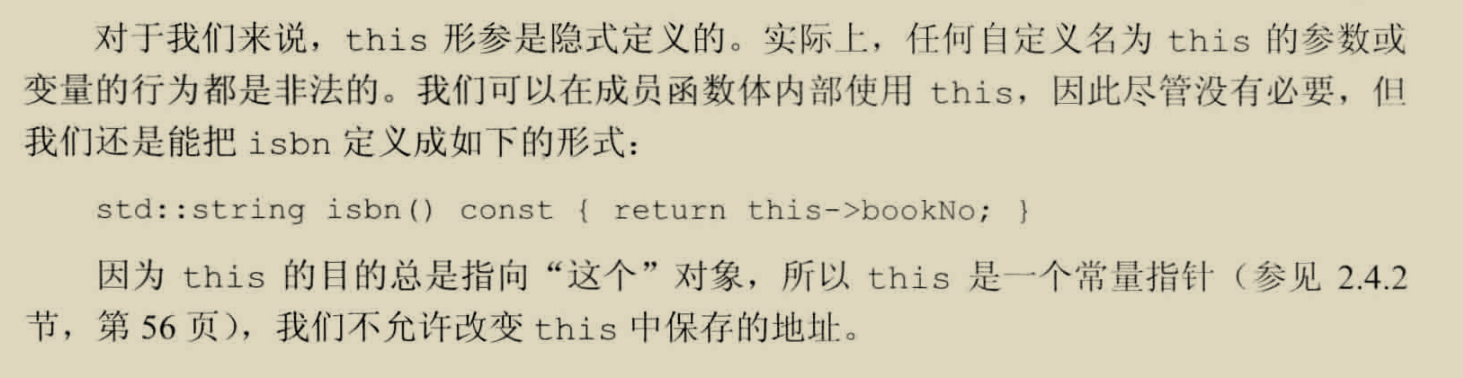 对于我们来说，this 形参是隐式定义的。实际上，任何自定义名为 this 的参数或
变量的行为都是非法的。我们可以在成员函数体内部使用 this，因此尽管没有必要，但
我们还是能把 isbn 定义成如下的形式：
std::string isbn() const { return this->bookNo; }
因为 this 的目的总是指向“这个”对象，所以 this 是一个常量指针（参见 2.4.2
节，第 56 页），我们不允许改变 this 中保存的地址。